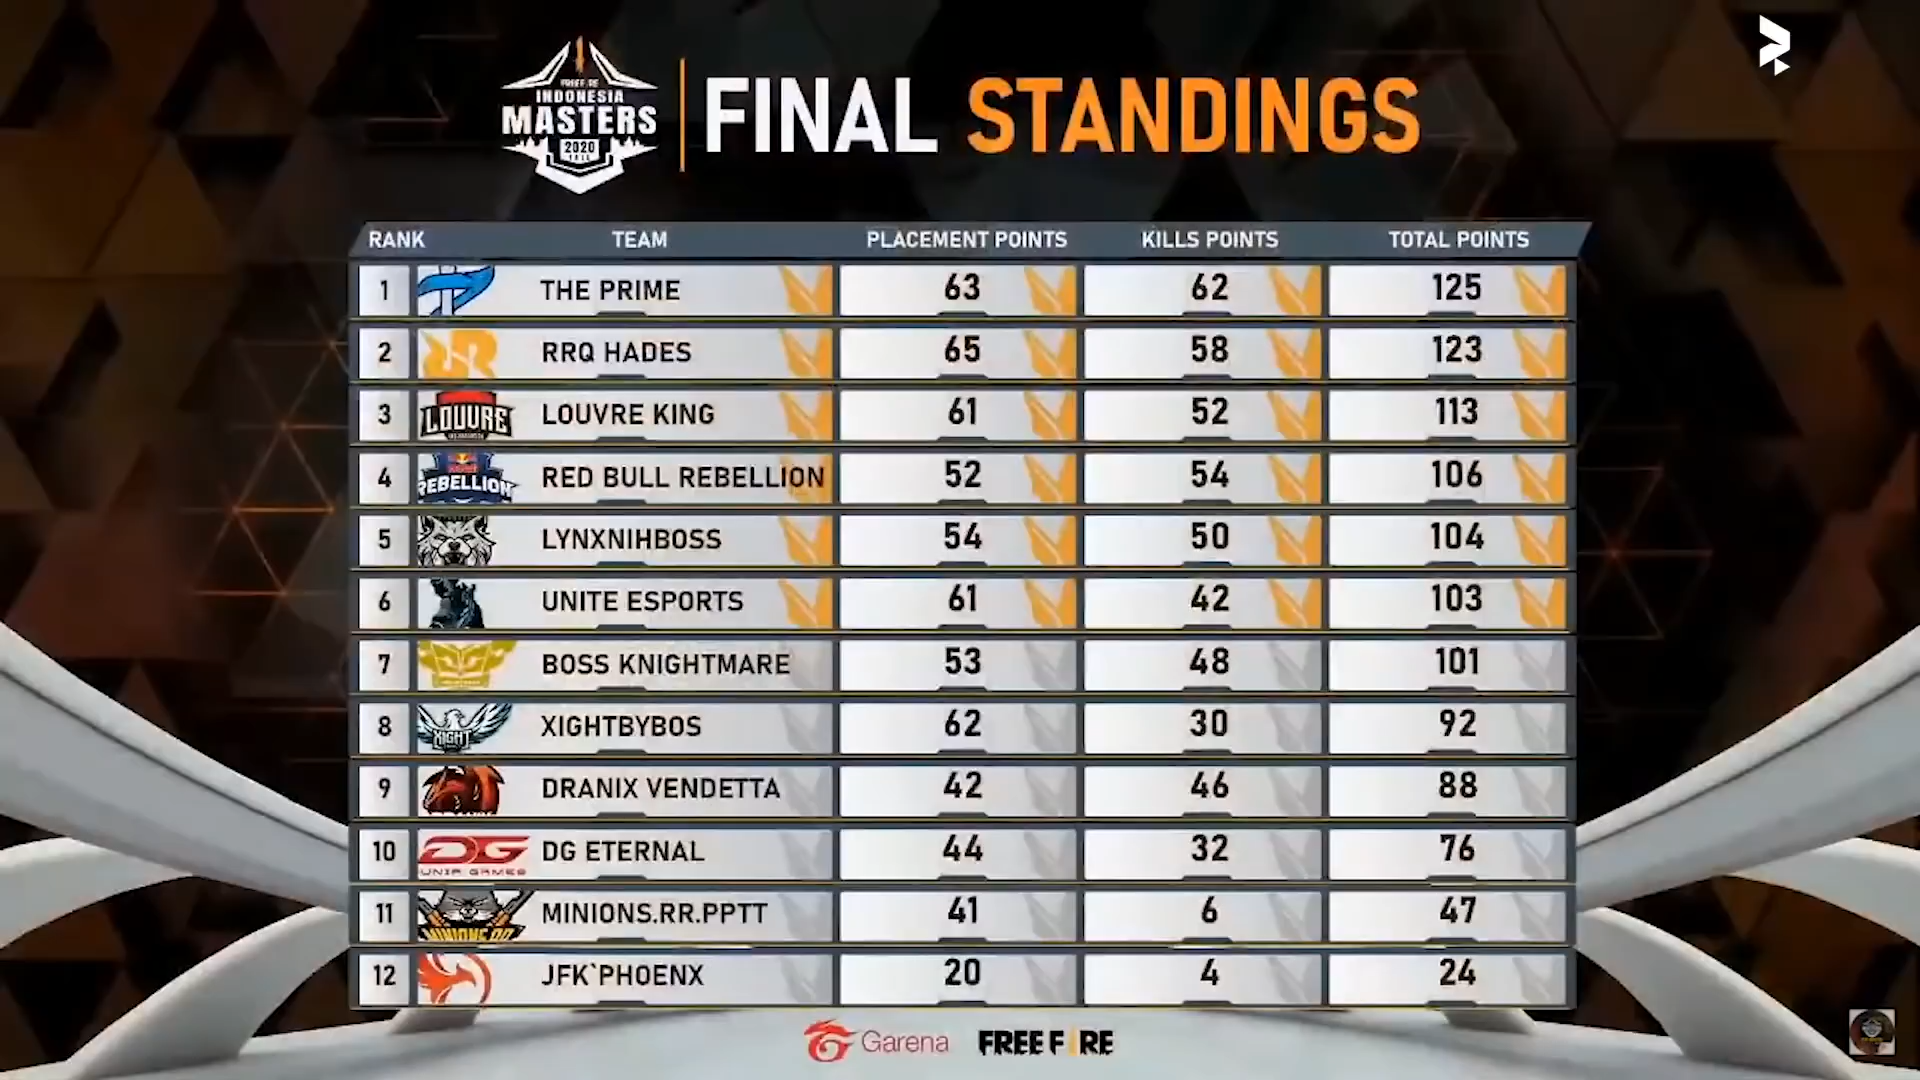 FREE FIRE
INDONESIA
MASTERS
2020
FALL
FINAL STANDINGS
RANK TEAM PLACEMENT POINTS KILLS POINTS TOTAL POINTS
1 THE PRIME 63 62 125
2 RRQ HADES 65 58 123
3 LOUVRE LOUVRE KING 61 52 113
4 REBELLION RED BULL REBELLION 52 54 106
5 LYNXNIHBOSS 54 50 104
6 UNITE ESPORTS 61 42 103
7 BOSS KNIGHTMARE 53 48 101
8 XIGHT XIGHTBYBOS 62 30 92
9 DRANIX VENDETTA 42 46 88
10 DG UNIA GAMES DG ETERNAL 44 32 76
11 MINIONS.RR.PPTT 41 6 47
12 JFK`PHOENX 20 4 24
Garena FREE FIRE